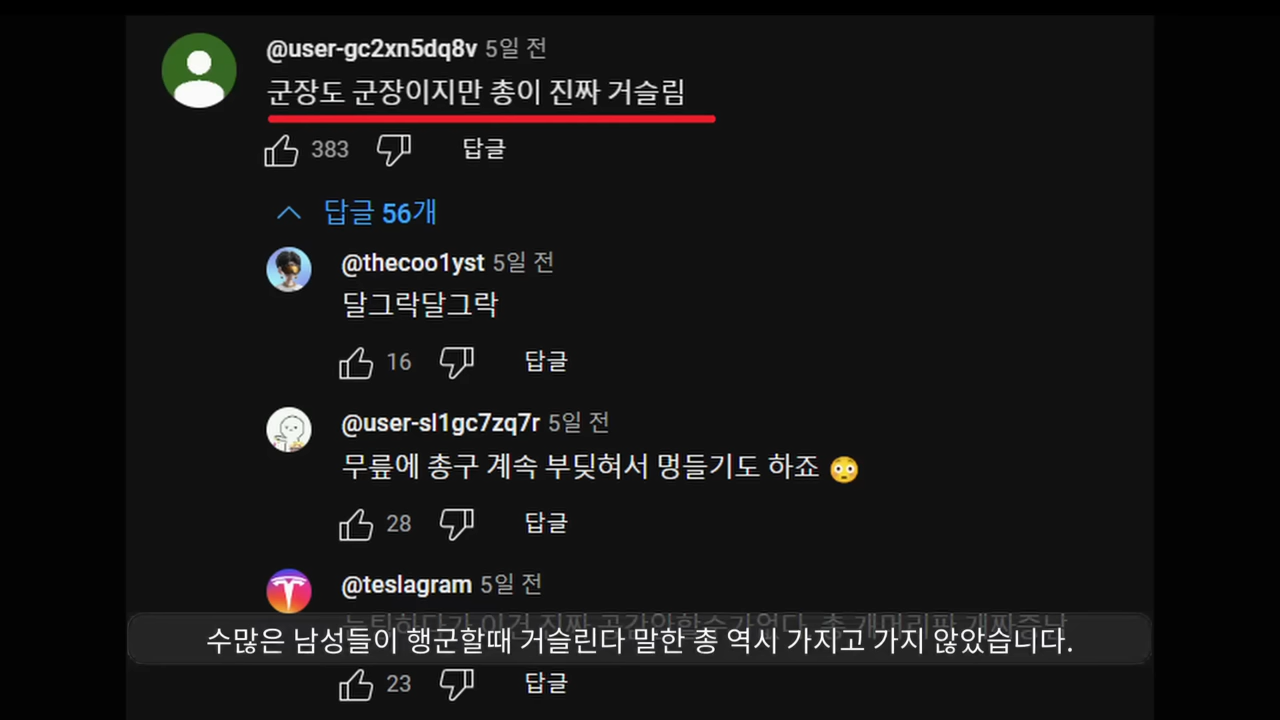 @user-gc2xn5dq8v 5일 전
군장도 군장이지만 총이 진짜 거슬림
383 답글
답글 56개
@thecoo1yst 5일 전
달그락달그락
16 답글
@user-sl1gc7zq7r 5일 전
무릎에 총구 계속 부딪혀서 멍들기도 하죠 😳
28 답글
@teslagram 5일 전
수많은 남성들이 행군할때 거슬린다 말한 총 역시 가지고 가지 않았습니다.
23 답글